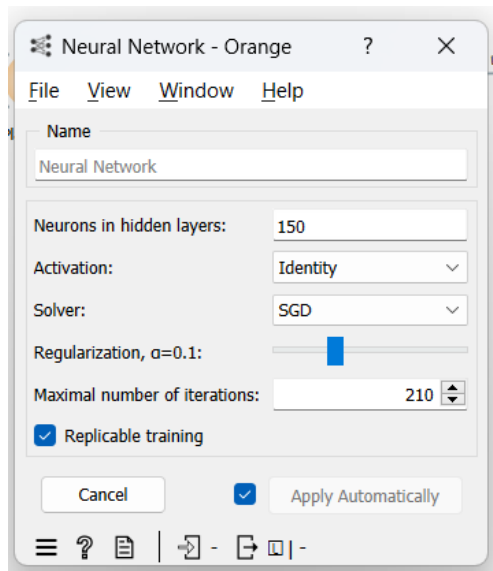 Neural Network - Orange ? ×
File View Window Help
Name
Neural Network
Neurons in hidden layers: 150
Activation: Identity
Solver: SGD
Regularization, α=0.1:
Maximal number of iterations: 210
Replicable training
Cancel Apply Automatically
? | - | -